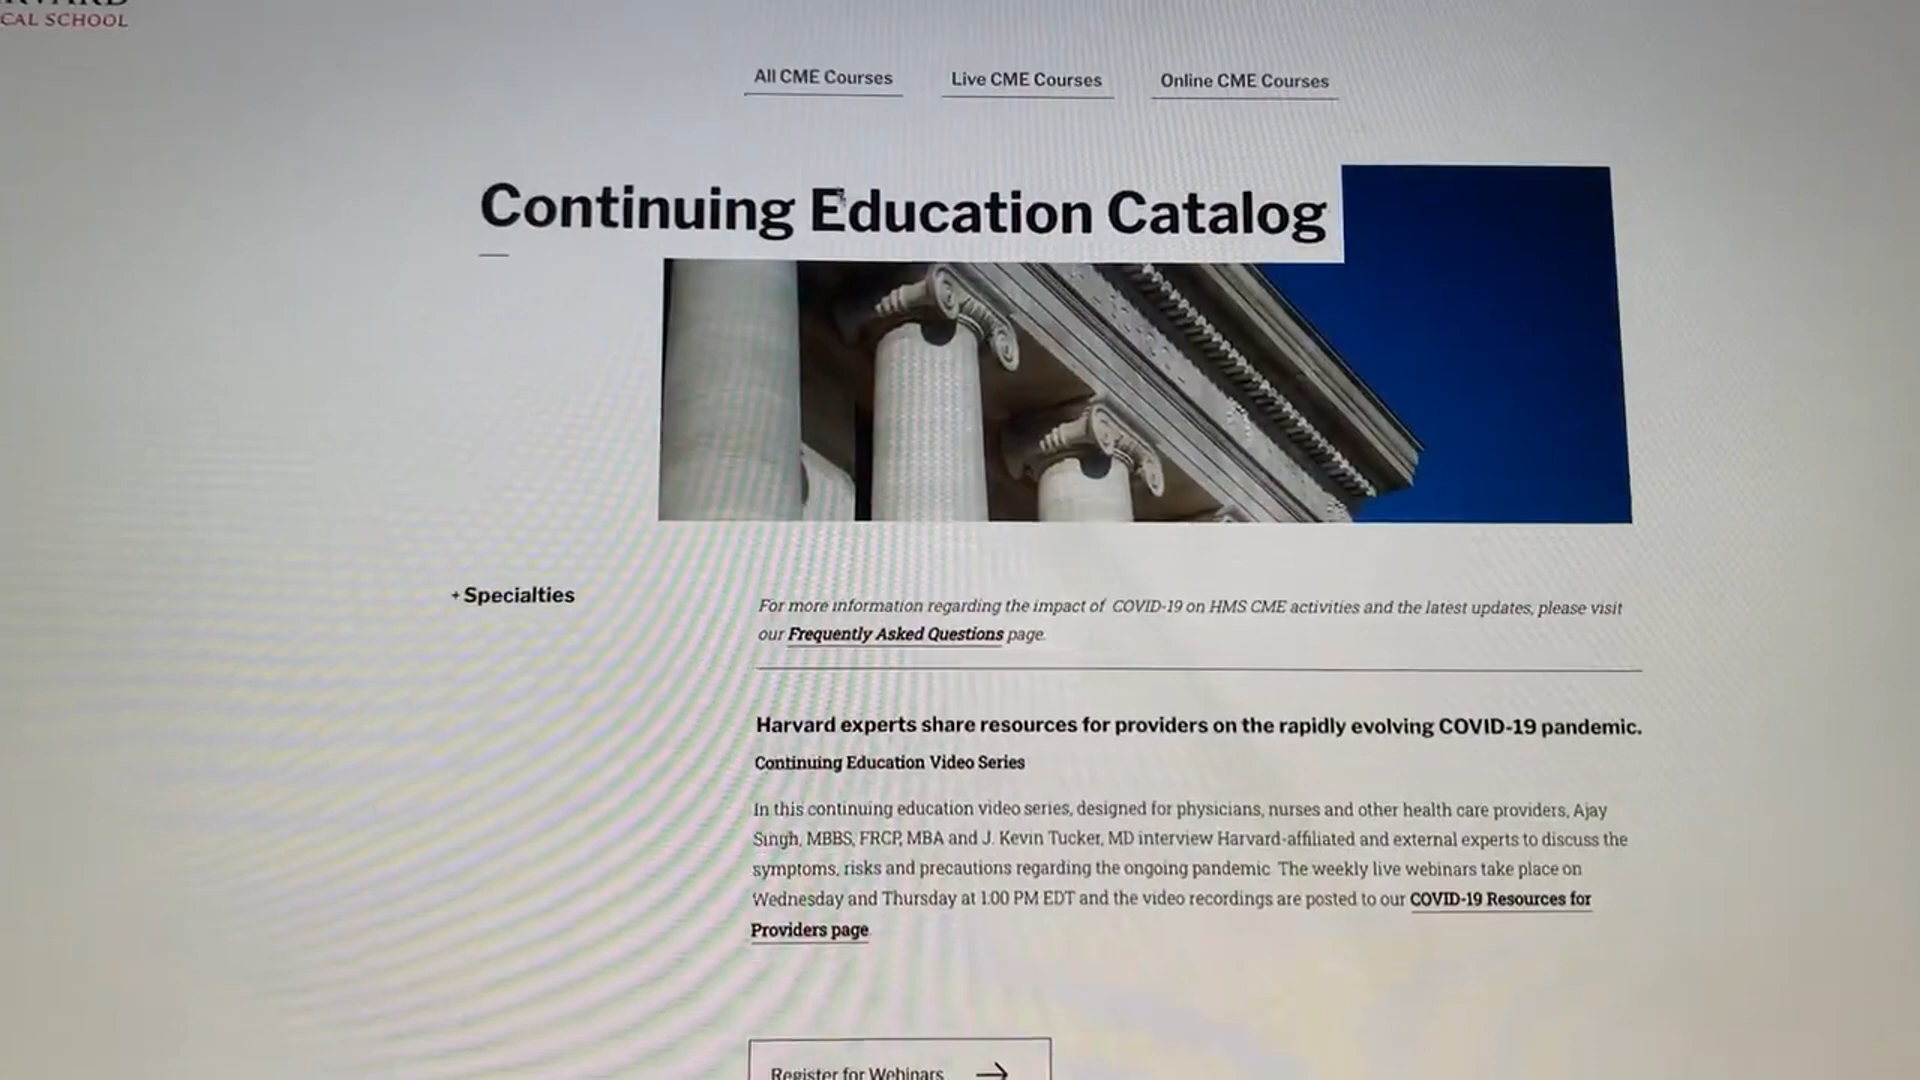 CAL SCHOOL
All CME Courses
Live CME Courses
Online CME Courses
Continuing Education Catalog
+ Specialties
For more information regarding the impact of COVID-19 on HMS CME activities and the latest updates, please visit
our Frequently Asked Questions page.
Harvard experts share resources for providers on the rapidly evolving COVID-19 pandemic.
Continuing Education Video Series
In this continuing education video series, designed for physicians, nurses and other health care providers, Ajay
Singh, MBBS, FRCP, MBA and J. Kevin Tucker, MD interview Harvard-affiliated and external experts to discuss the
symptoms, risks and precautions regarding the ongoing pandemic. The weekly live webinars take place on
Wednesday and Thursday at 1:00 PM EDT and the video recordings are posted to our COVID-19 Resources for
Providers page.
Register for Webinars →